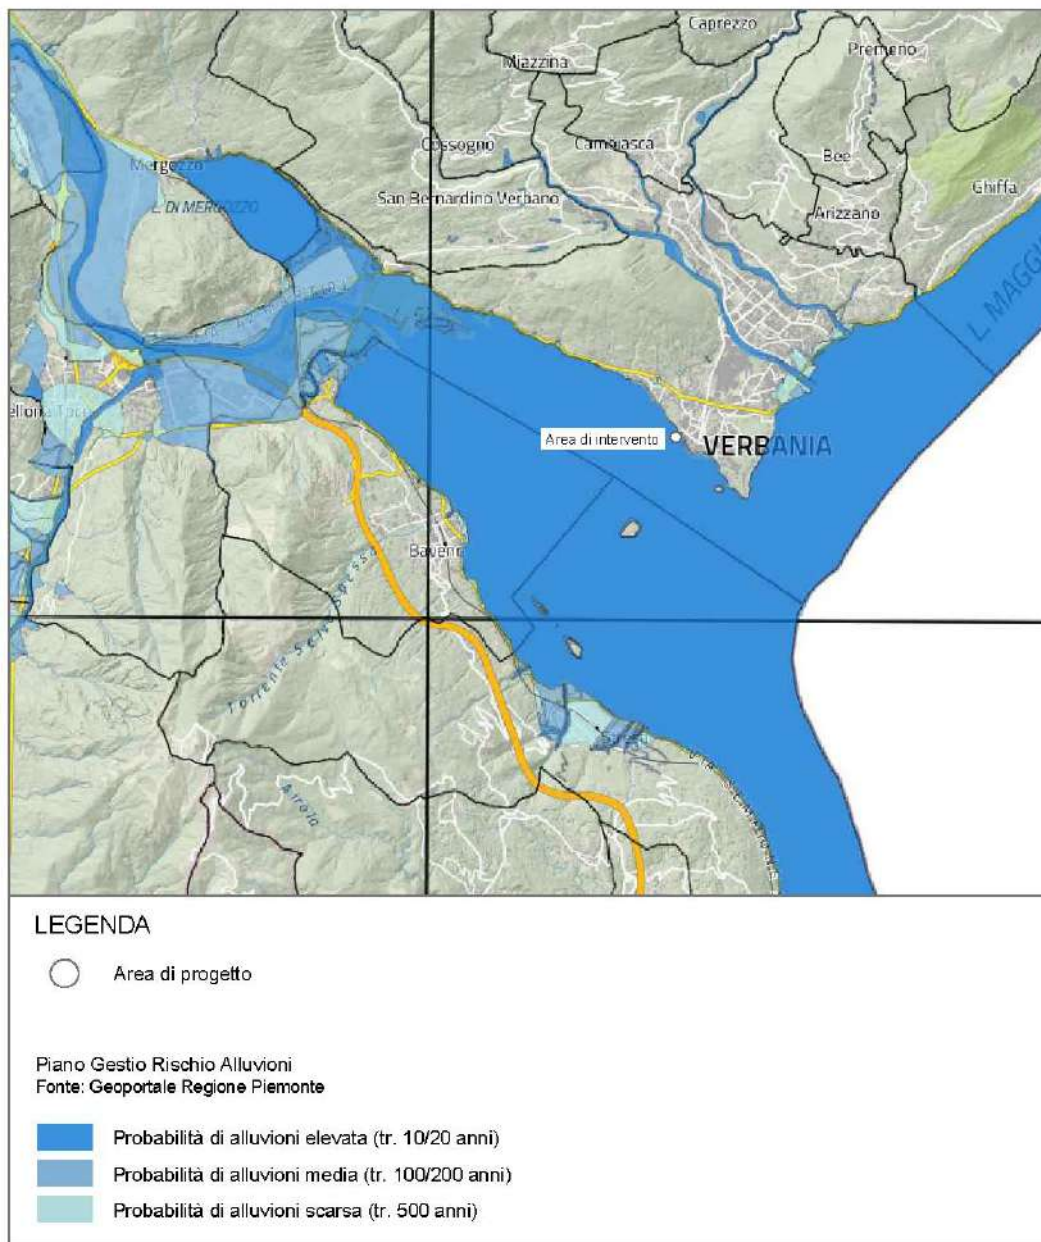 Caprezzo
Premeno
Miazzina
Cossogno
Cambiasca
Bee
Mergozzo
Ghiffa
San Bernardino Verbano
L. DI MERGOZZO
Arizzano
L. MAGGI
Area di intervento
VERBANIA
Baveno
LEGENDA
Area di progetto
Piano Gestio Rischio Alluvioni
Fonte: Geoportale Regione Piemonte
Probabilità di alluvioni elevata (tr. 10/20 anni)
Probabilità di alluvioni media (tr. 100/200 anni)
Probabilità di alluvioni scarsa (tr. 500 anni)